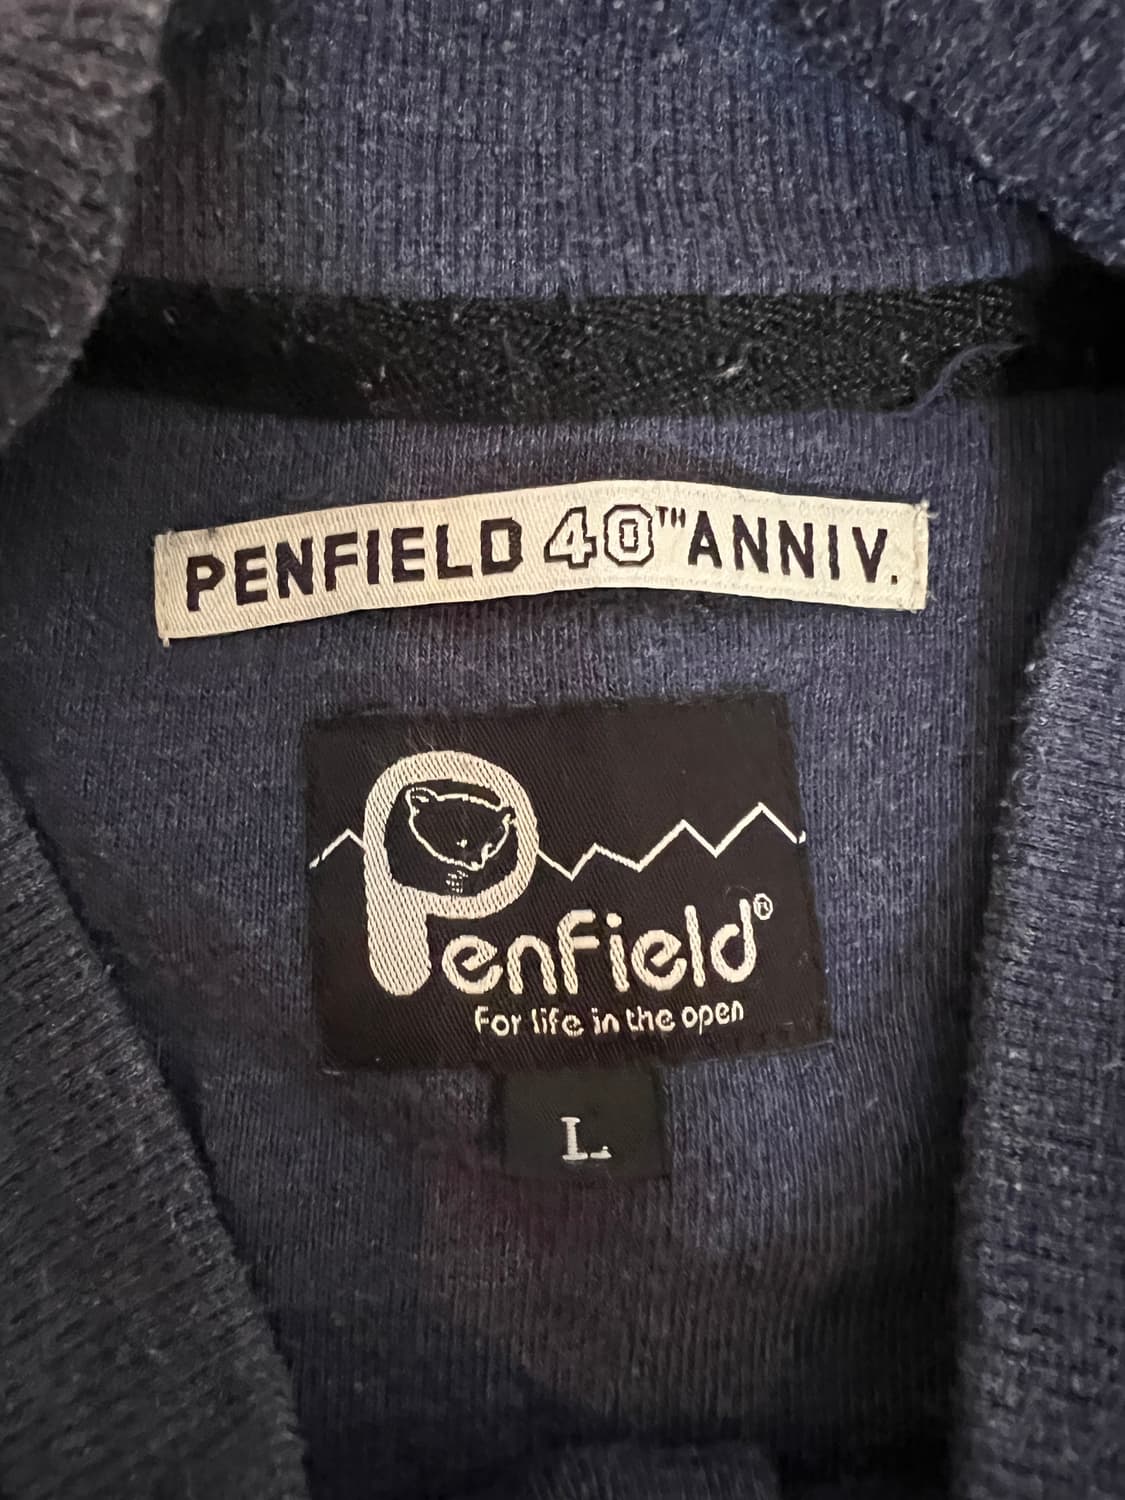 PENFIELD 40TH ANNIV.
Penfield®
For life in the open
L